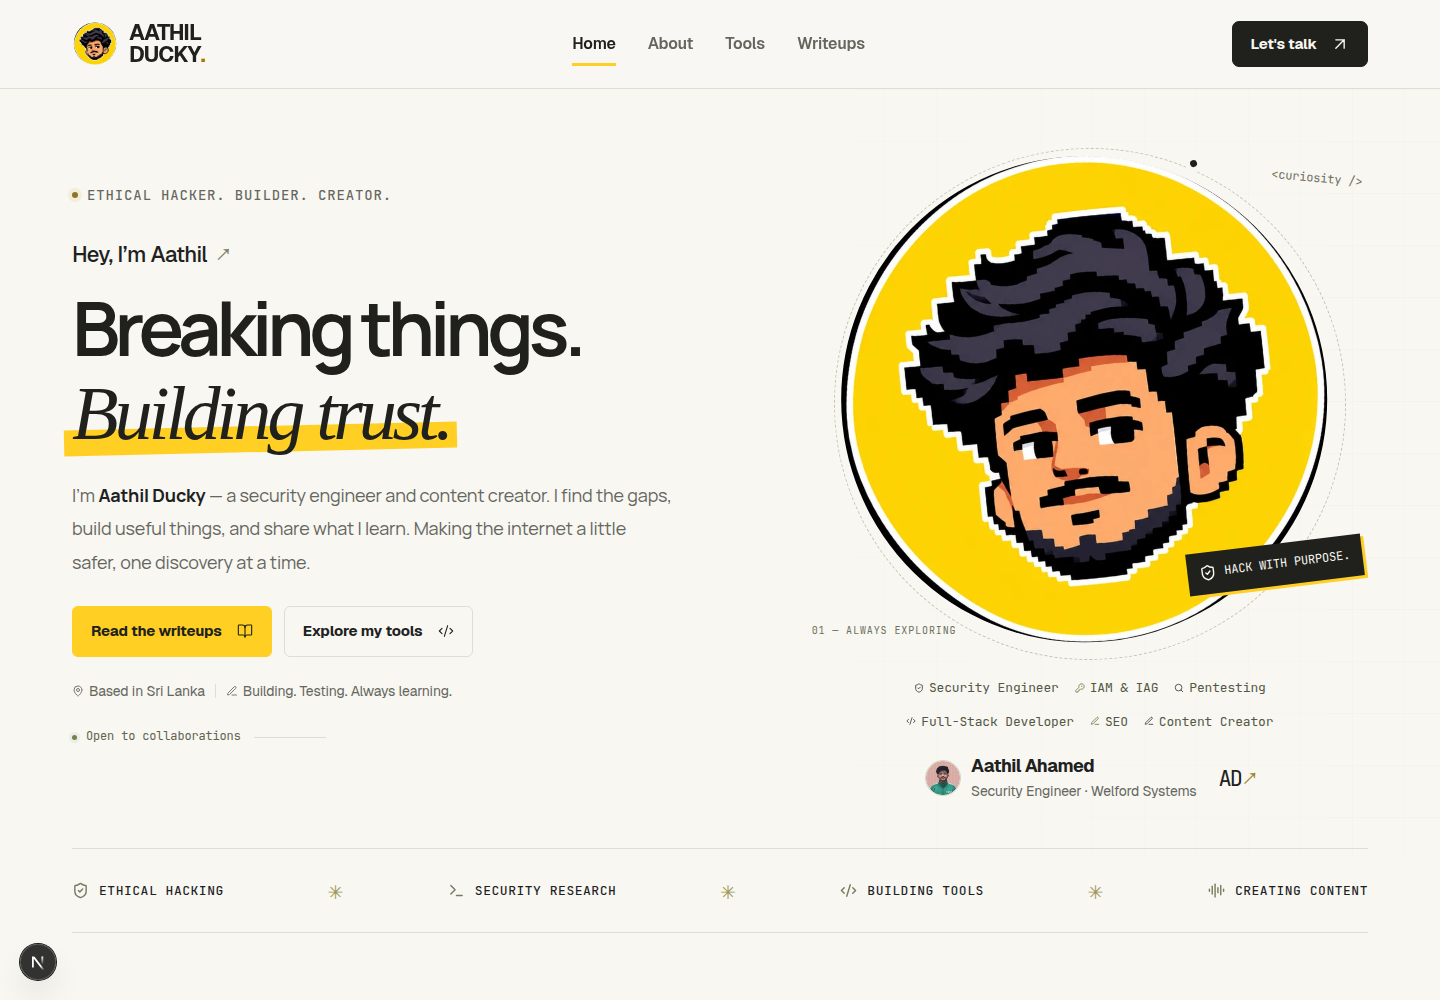 AATHIL
DUCKY.
Home
About
Tools
Writeups
Let's talk
ETHICAL HACKER. BUILDER. CREATOR.
Hey, I’m Aathil ↗
Breaking things.
Building trust.
I’m Aathil Ducky — a security engineer and content creator. I find the gaps,
build useful things, and share what I learn. Making the internet a little
safer, one discovery at a time.
Read the writeups
Explore my tools
Based in Sri Lanka
Building. Testing. Always learning.
Open to collaborations
<curiosity />
HACK WITH PURPOSE.
01 — ALWAYS EXPLORING
Security Engineer
IAM & IAG
Pentesting
Full-Stack Developer
SEO
Content Creator
Aathil Ahamed
Security Engineer · Welford Systems
AD↗
ETHICAL HACKING
SECURITY RESEARCH
BUILDING TOOLS
CREATING CONTENT
N